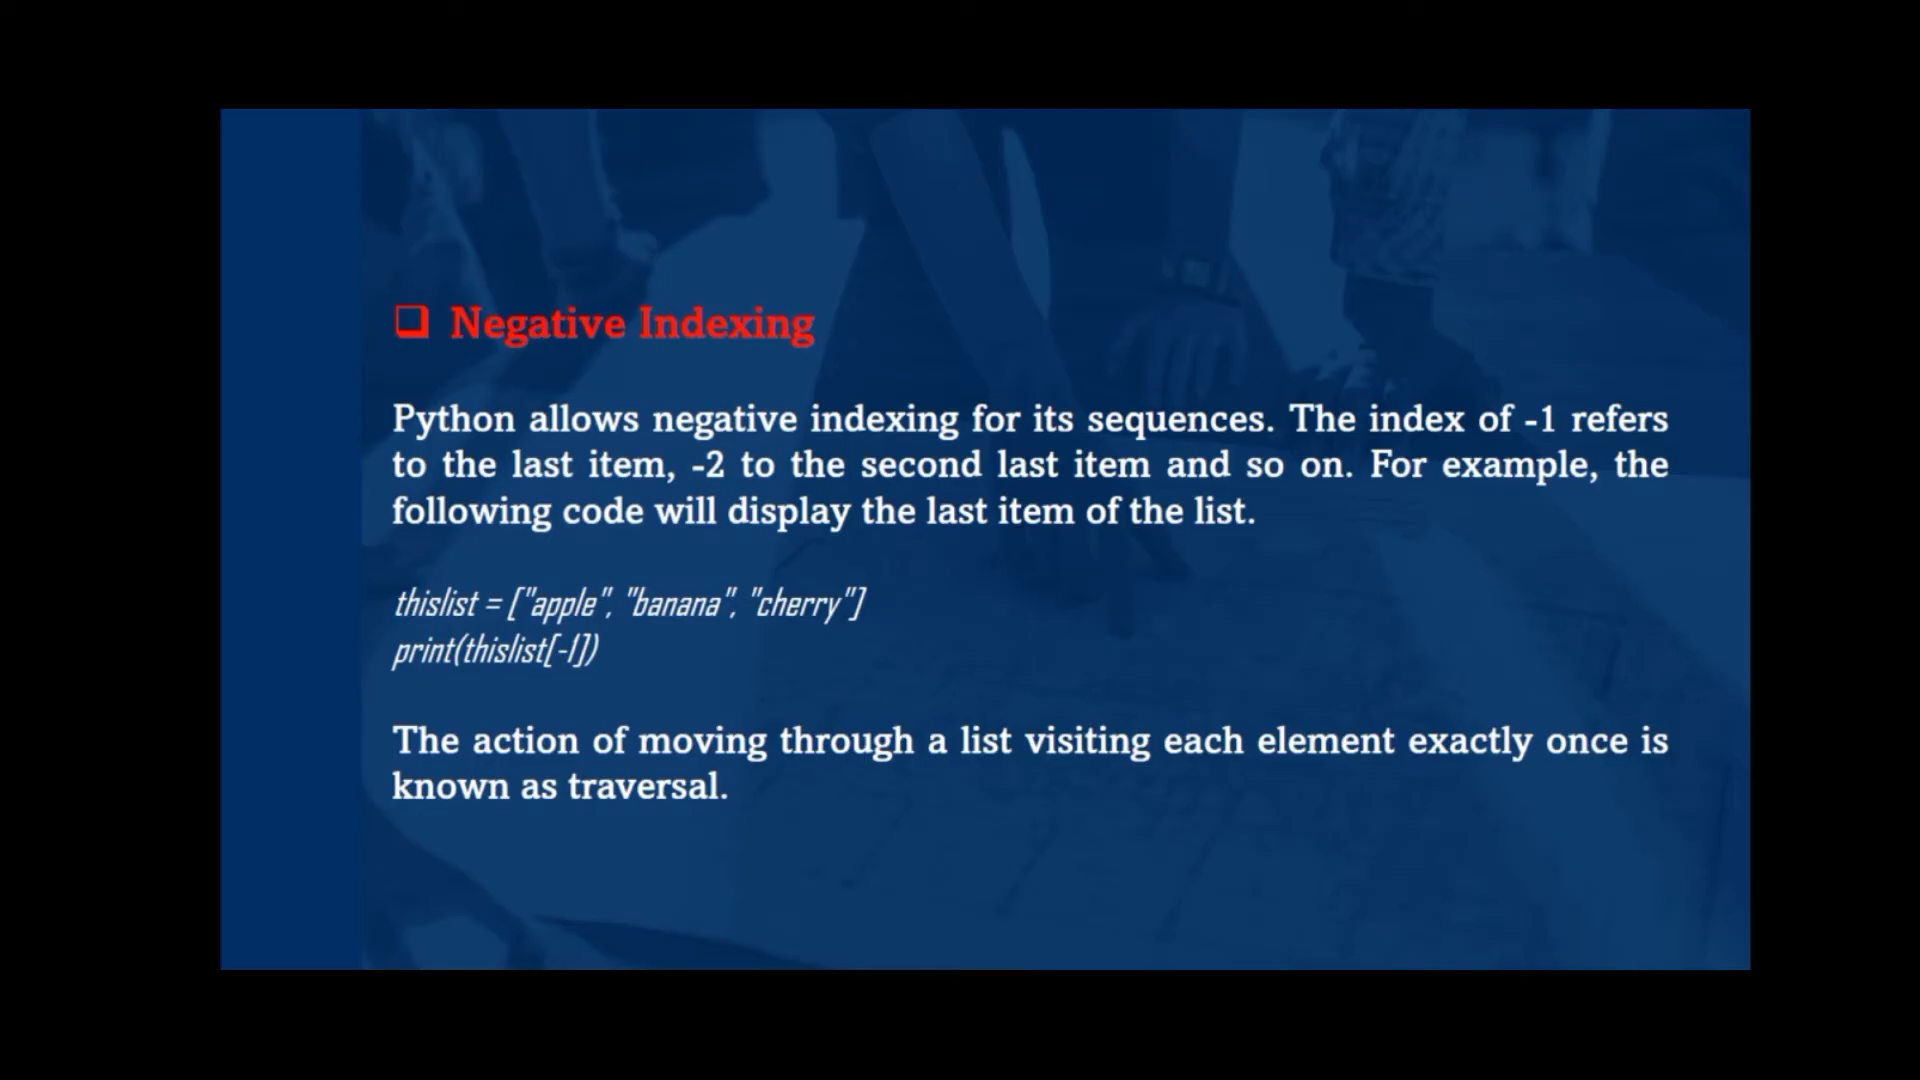 ❑ Negative Indexing
Python allows negative indexing for its sequences. The index of -1 refers
to the last item, -2 to the second last item and so on. For example, the
following code will display the last item of the list.
thislist = ["apple", "banana", "cherry"]
print(thislist[-1])
The action of moving through a list visiting each element exactly once is
known as traversal.